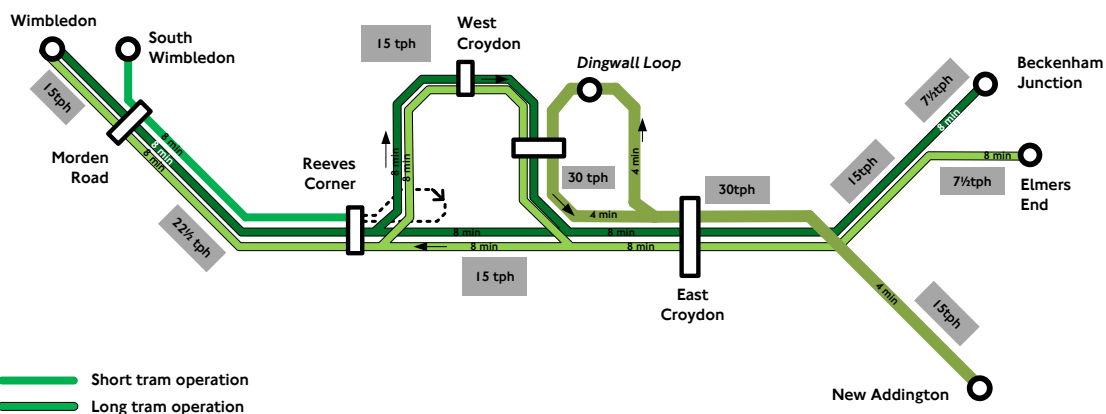 Wimbledon
South
Wimbledon
15 tph
West
Croydon
Dingwall Loop
Beckenham
Junction
7½tph
15tph
8 min
8 min
8 min
8 min
Morden
Road
Reeves
Corner
8 min
8 min
4 min
30 tph
30tph
15tph
8 min
7½tph
Elmers
End
4 min
22½ tph
8 min
8 min
8 min
8 min
15 tph
East
Croydon
4 min
15tph
New Addington
Short tram operation
Long tram operation